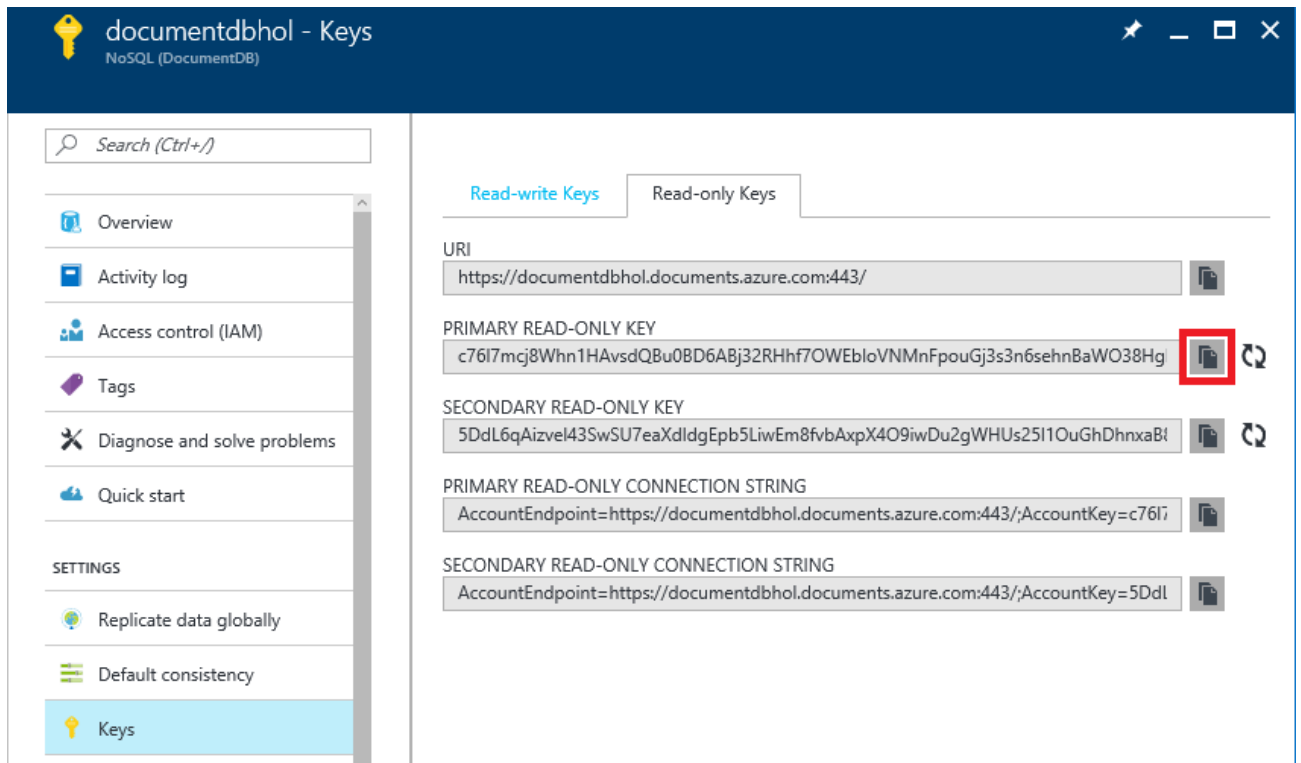 documentdbhol - Keys
NoSQL (DocumentDB)
Search (Ctrl+/)
Overview
Activity log
Access control (IAM)
Tags
Diagnose and solve problems
Quick start
SETTINGS
Replicate data globally
Default consistency
Keys
Read-write Keys
Read-only Keys
URI
https://documentdbhol.documents.azure.com:443/
PRIMARY READ-ONLY KEY
c76I7mcj8Whn1HAvsdQBu0BD6ABj32RHhf7OWEbloVNMnFpouGj3s3n6sehnBaWO38Hg
SECONDARY READ-ONLY KEY
5DdL6qAizvel43SwSU7eaXdIdgEpb5LiwEm8fvbAxpX4O9iwDu2gWHUs25I1OuGhDhnxaB8
PRIMARY READ-ONLY CONNECTION STRING
AccountEndpoint=https://documentdbhol.documents.azure.com:443/;AccountKey=c76I7
SECONDARY READ-ONLY CONNECTION STRING
AccountEndpoint=https://documentdbhol.documents.azure.com:443/;AccountKey=5DdL